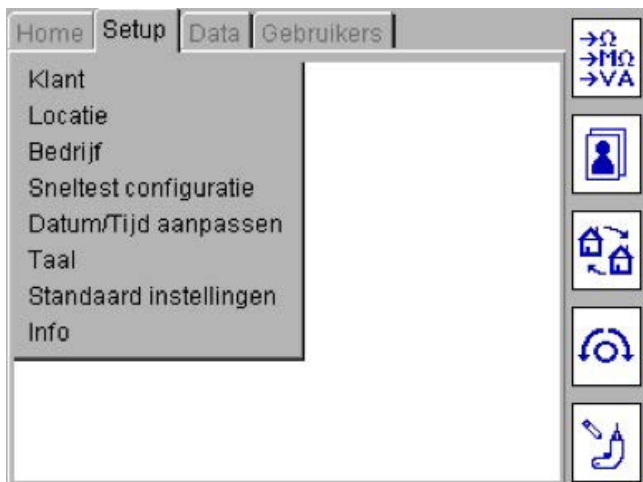 Home Setup Data Gebruikers
Klant
Locatie
Bedrijf
Sneltest configuratie
Datum/Tijd aanpassen
Taal
Standaard instellingen
Info
→Ω
→MΩ
→VA